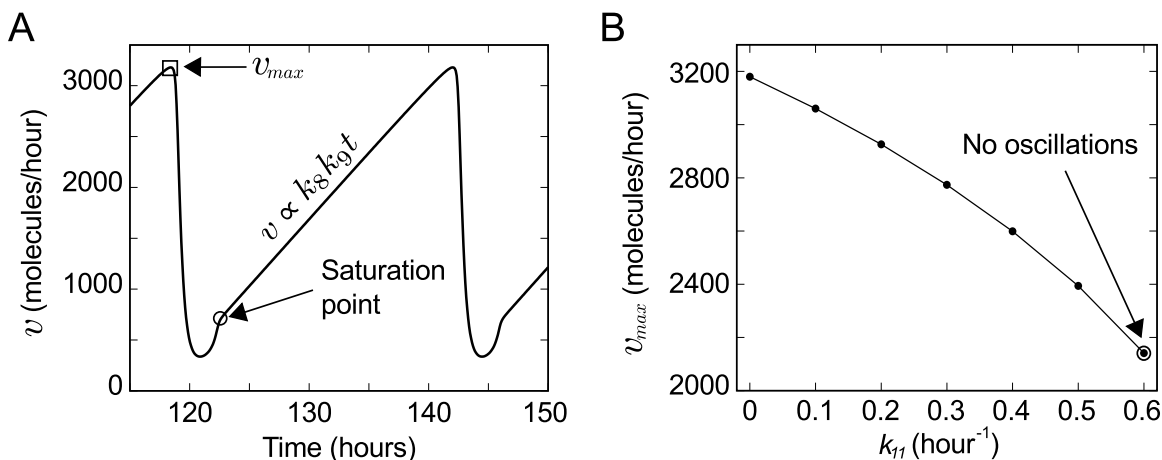 A
v (molecules/hour)
3000
2000
1000
0
v_max
v ∝ k₈k₉t
Saturation
point
120
130
140
150
Time (hours)
B
v_max (molecules/hour)
3200
2800
2400
2000
No oscillations
0
0.1
0.2
0.3
0.4
0.5
0.6
k₁₁ (hour⁻¹)